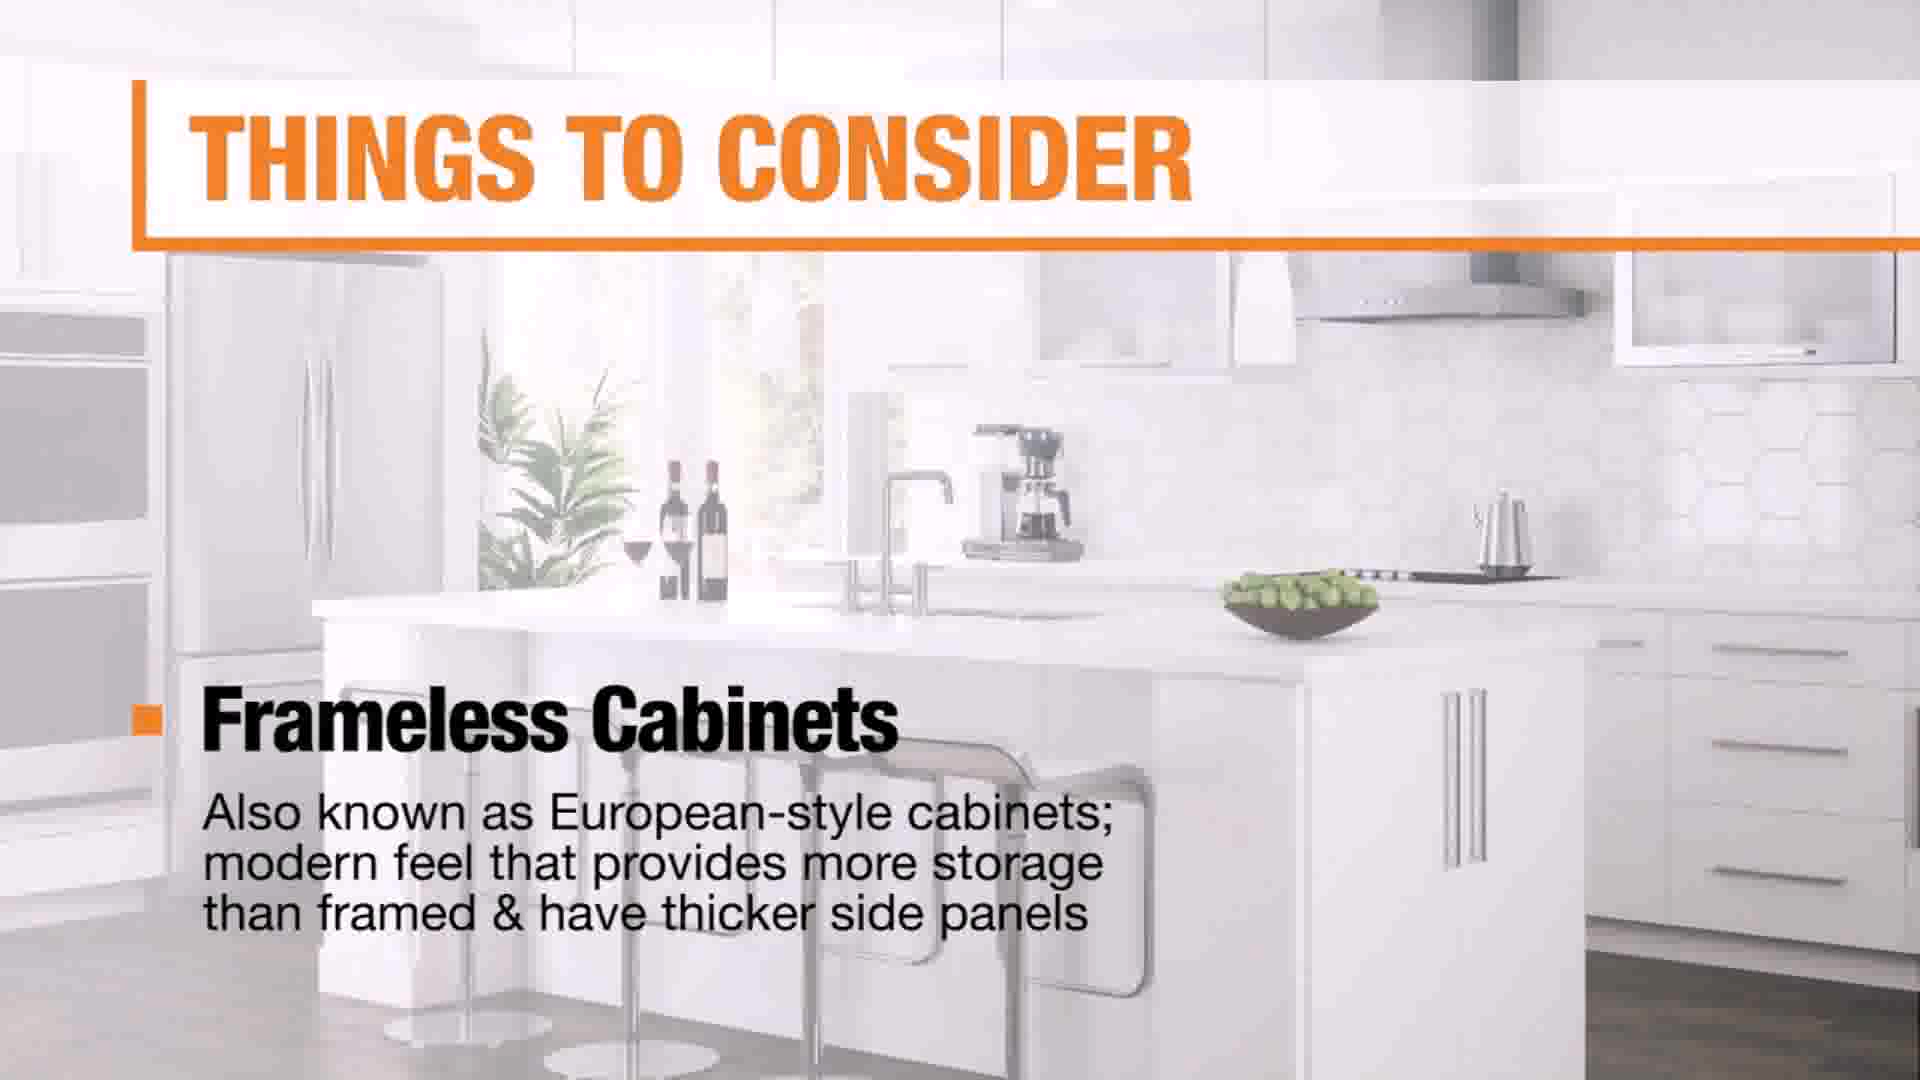 THINGS TO CONSIDER
Frameless Cabinets
Also known as European-style cabinets;
modern feel that provides more storage
than framed & have thicker side panels